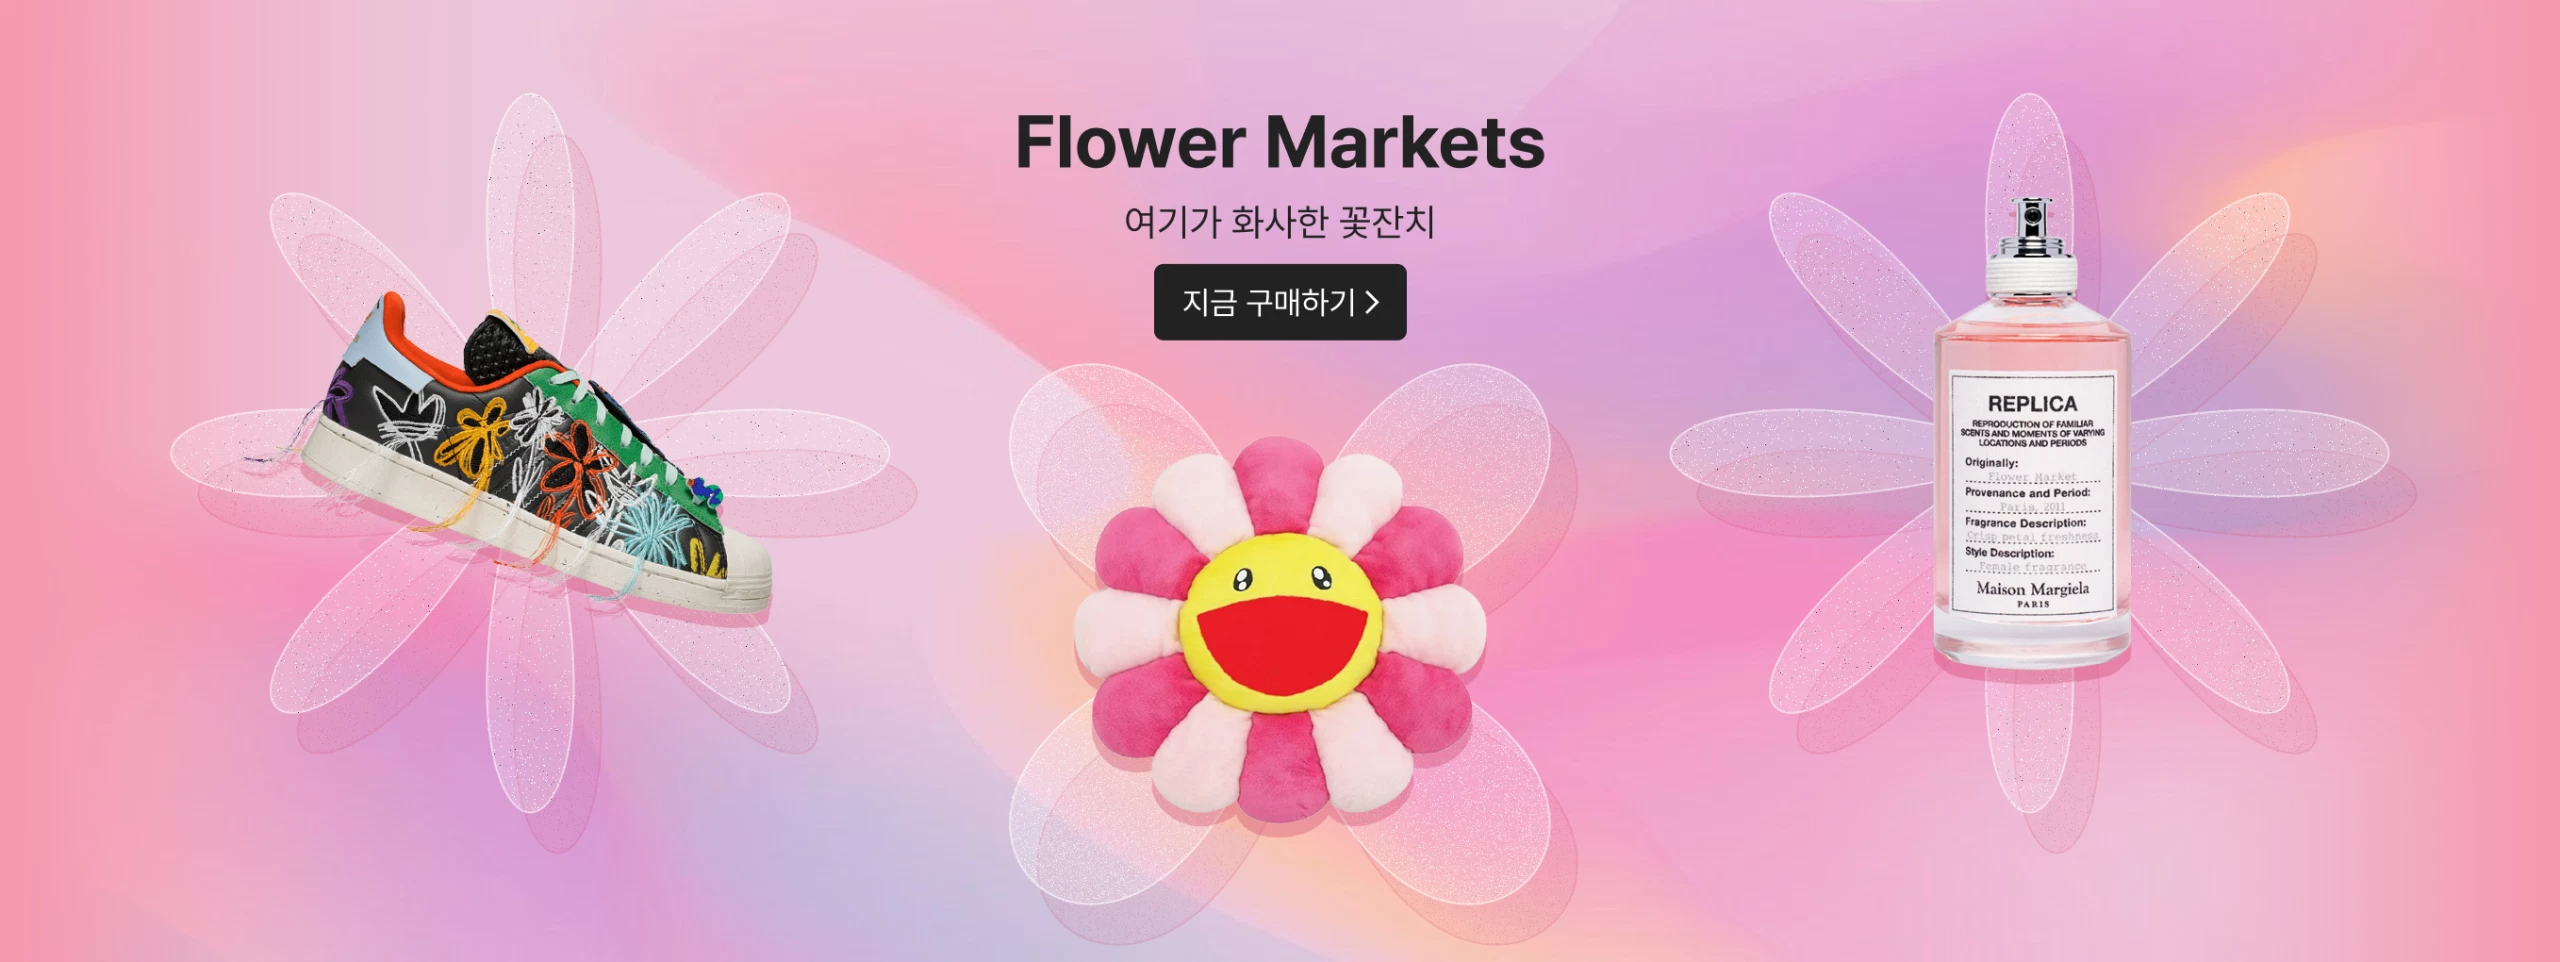 Flower Markets
여기가 화사한 꽃잔치
지금 구매하기 >
REPLICA
REPRODUCTION OF FAMILIAR
SCENTS AND MOMENTS OF VARYING
LOCATIONS AND PERIODS
Originally:
Flower Market
Provenance and Period:
Paris, 2011
Fragrance Description:
Crisp petal freshness
Style Description:
Female fragrance
Maison Margiela
PARIS